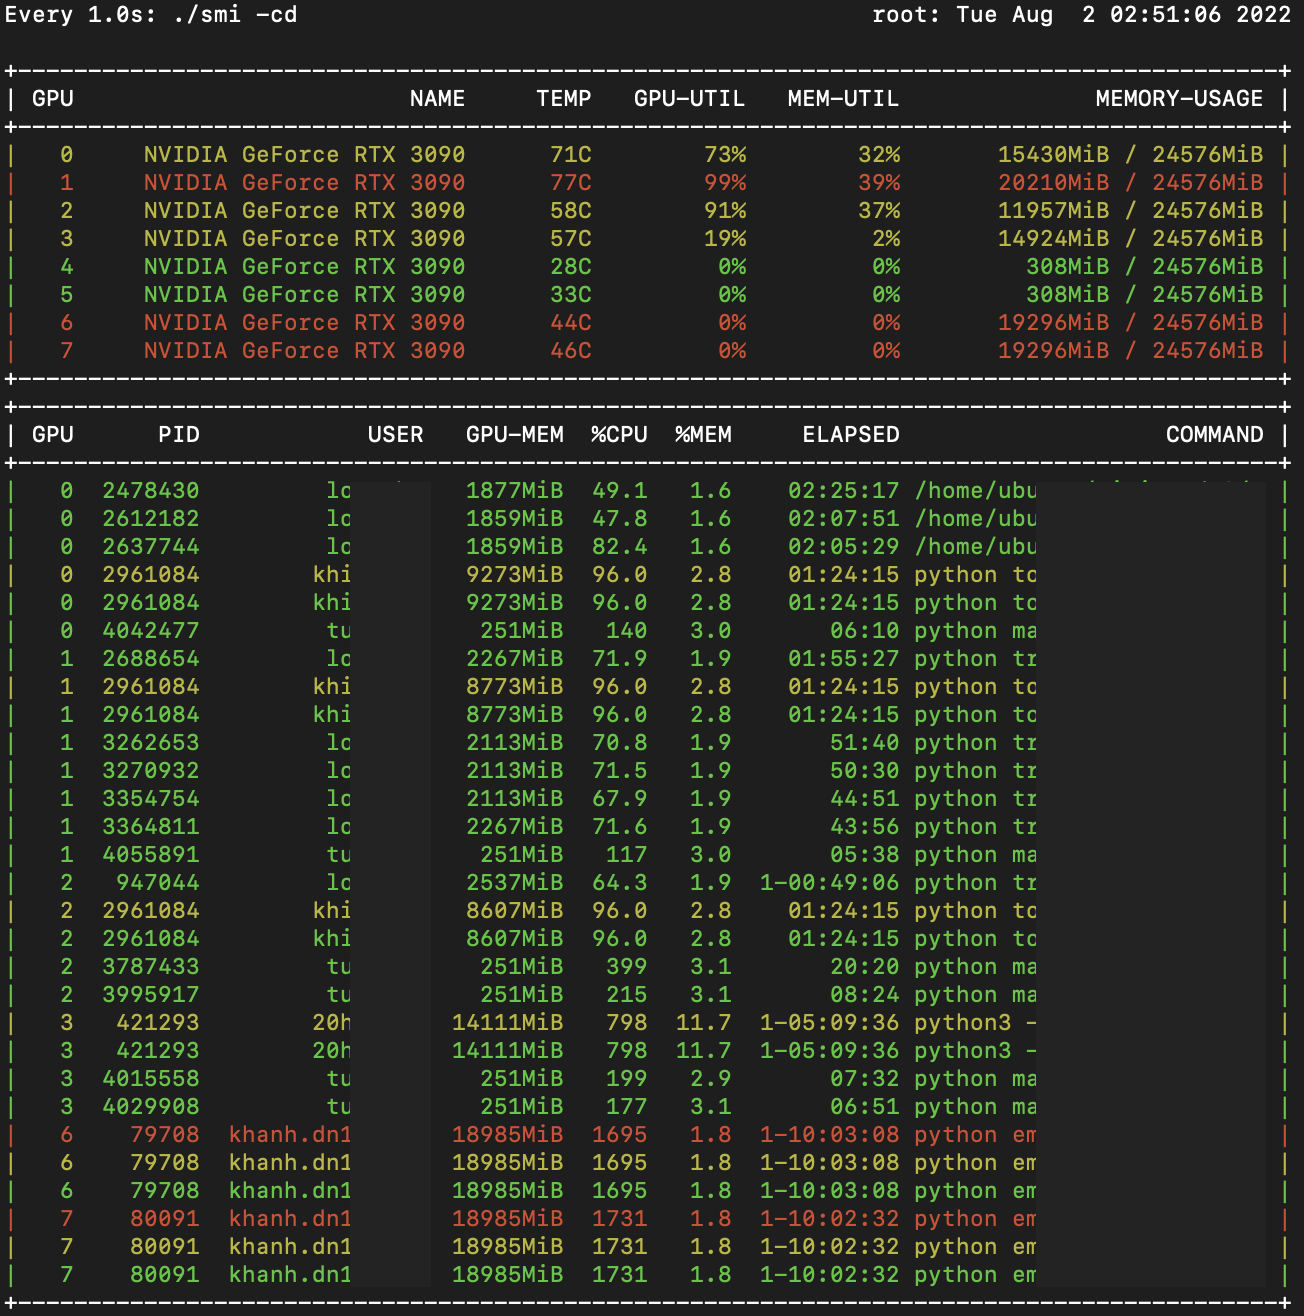 Every 1.0s: ./smi -cd root: Tue Aug 2 02:51:06 2022
GPU NAME TEMP GPU-UTIL MEM-UTIL MEMORY-USAGE
0 NVIDIA GeForce RTX 3090 71C 73% 32% 15430MiB / 24576MiB
1 NVIDIA GeForce RTX 3090 77C 99% 39% 20210MiB / 24576MiB
2 NVIDIA GeForce RTX 3090 58C 91% 37% 11957MiB / 24576MiB
3 NVIDIA GeForce RTX 3090 57C 19% 2% 14924MiB / 24576MiB
4 NVIDIA GeForce RTX 3090 28C 0% 0% 308MiB / 24576MiB
5 NVIDIA GeForce RTX 3090 33C 0% 0% 308MiB / 24576MiB
6 NVIDIA GeForce RTX 3090 44C 0% 0% 19296MiB / 24576MiB
7 NVIDIA GeForce RTX 3090 46C 0% 0% 19296MiB / 24576MiB
GPU PID USER GPU-MEM %CPU %MEM ELAPSED COMMAND
0 2478430 lo 1877MiB 49.1 1.6 02:25:17 /home/ubu
0 2612182 lo 1859MiB 47.8 1.6 02:07:51 /home/ubu
0 2637744 lo 1859MiB 82.4 1.6 02:05:29 /home/ubu
0 2961084 khi 9273MiB 96.0 2.8 01:24:15 python to
0 2961084 khi 9273MiB 96.0 2.8 01:24:15 python to
0 4042477 tu 251MiB 140 3.0 06:10 python ma
1 2688654 lo 2267MiB 71.9 1.9 01:55:27 python tr
1 2961084 khi 8773MiB 96.0 2.8 01:24:15 python to
1 2961084 khi 8773MiB 96.0 2.8 01:24:15 python to
1 3262653 lo 2113MiB 70.8 1.9 51:40 python tr
1 3270932 lo 2113MiB 71.5 1.9 50:30 python tr
1 3354754 lo 2113MiB 67.9 1.9 44:51 python tr
1 3364811 lo 2267MiB 71.6 1.9 43:56 python tr
1 4055891 tu 251MiB 117 3.0 05:38 python ma
2 947044 lo 2537MiB 64.3 1.9 1-00:49:06 python tr
2 2961084 khi 8607MiB 96.0 2.8 01:24:15 python to
2 2961084 khi 8607MiB 96.0 2.8 01:24:15 python to
2 3787433 tu 251MiB 399 3.1 20:20 python ma
2 3995917 tu 251MiB 215 3.1 08:24 python ma
3 421293 20h 14111MiB 798 11.7 1-05:09:36 python3 -
3 421293 20h 14111MiB 798 11.7 1-05:09:36 python3 -
3 4015558 tu 251MiB 199 2.9 07:32 python ma
3 4029908 tu 251MiB 177 3.1 06:51 python ma
6 79708 khanh.dn1 18985MiB 1695 1.8 1-10:03:08 python em
6 79708 khanh.dn1 18985MiB 1695 1.8 1-10:03:08 python em
6 79708 khanh.dn1 18985MiB 1695 1.8 1-10:03:08 python em
7 80091 khanh.dn1 18985MiB 1731 1.8 1-10:02:32 python em
7 80091 khanh.dn1 18985MiB 1731 1.8 1-10:02:32 python em
7 80091 khanh.dn1 18985MiB 1731 1.8 1-10:02:32 python em